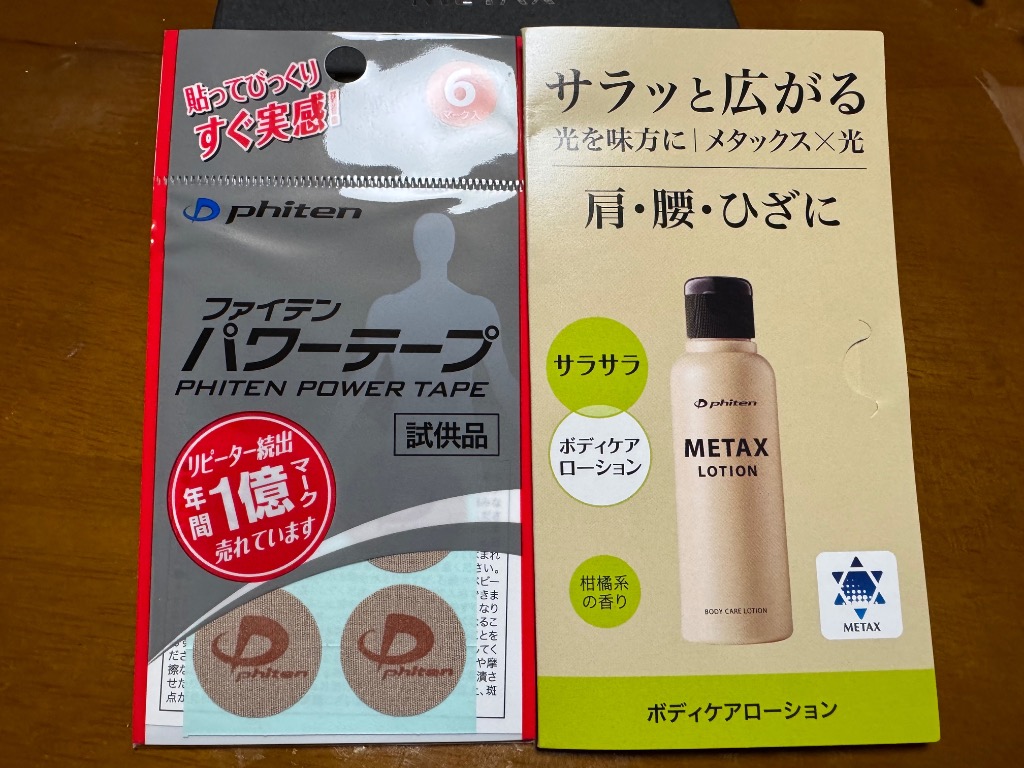 貼ってびっくり
すぐ実感!
6
マーク入
phiten
ファイテン
パワーテープ
PHITEN POWER TAPE
試供品
リピーター続出
年間1億マーク
売れています
phiten
phiten
サラッと広がる
光を味方に|メタックス×光
肩・腰・ひざに
サラサラ
ボディケア
ローション
柑橘系
の香り
phiten
METAX
LOTION
BODY CARE LOTION
METAX
ボディケアローション